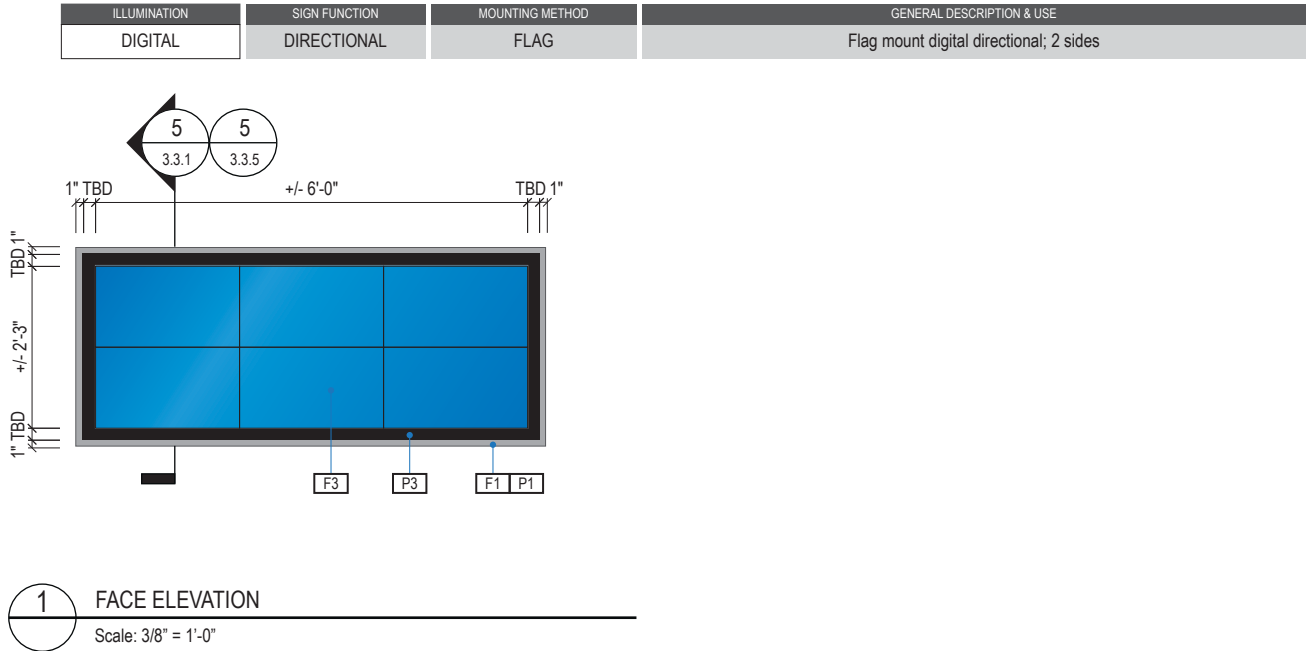 ILLUMINATION SIGN FUNCTION MOUNTING METHOD GENERAL DESCRIPTION & USE
DIGITAL DIRECTIONAL FLAG Flag mount digital directional; 2 sides
5 5
3.3.1 3.3.5
1" TBD +/- 6'-0" TBD 1"
TBD 1"
+/- 2'-3"
1" TBD
F3 P3 F1 P1
1 FACE ELEVATION
Scale: 3/8” = 1’-0”